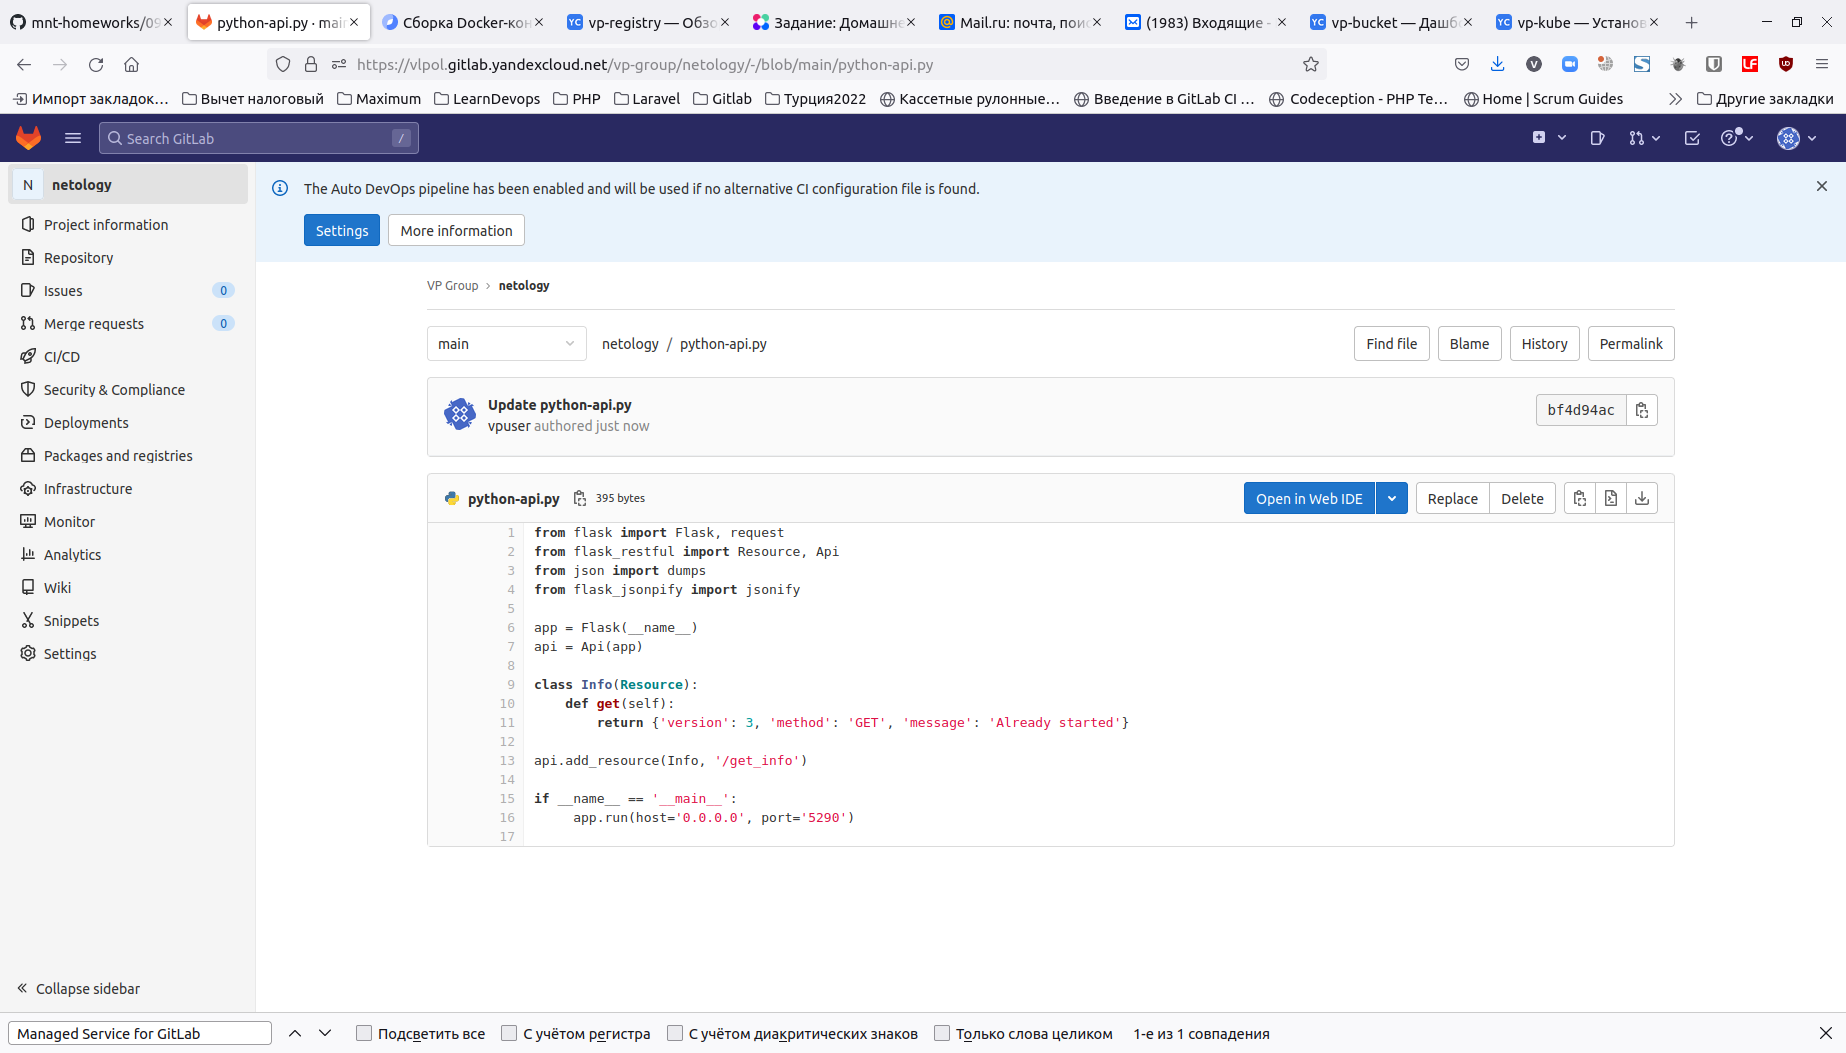 mnt-homeworks/09
python-api.py · mai
Сборка Docker-кон
vp-registry — Обзо
Задание: Домашне
Mail.ru: почта, поис
(1983) Входящие -
vp-bucket — Дашб
vp-kube — Установ
https://vlpol.gitlab.yandexcloud.net/vp-group/netology/-/blob/main/python-api.py
Импорт закладок…
Вычет налоговый
Maximum
LearnDevops
PHP
Laravel
Gitlab
Турция2022
Кассетные рулонные…
Введение в GitLab CI …
Codeception - PHP Te…
Home | Scrum Guides
Другие закладки
Search GitLab /
N netology
Project information
Repository
Issues 0
Merge requests 0
CI/CD
Security & Compliance
Deployments
Packages and registries
Infrastructure
Monitor
Analytics
Wiki
Snippets
Settings
Collapse sidebar
The Auto DevOps pipeline has been enabled and will be used if no alternative CI configuration file is found.
Settings More information
VP Group › netology
main netology / python-api.py Find file Blame History Permalink
Update python-api.py
vpuser authored just now
bf4d94ac
python-api.py 395 bytes Open in Web IDE Replace Delete
1 from flask import Flask, request
2 from flask_restful import Resource, Api
3 from json import dumps
4 from flask_jsonpify import jsonify
5
6 app = Flask(__name__)
7 api = Api(app)
8
9 class Info(Resource):
10     def get(self):
11         return {'version': 3, 'method': 'GET', 'message': 'Already started'}
12
13 api.add_resource(Info, '/get_info')
14
15 if __name__ == '__main__':
16      app.run(host='0.0.0.0', port='5290')
17
Managed Service for GitLab Подсветить все С учётом регистра С учётом диакритических знаков Только слова целиком 1-е из 1 совпадения